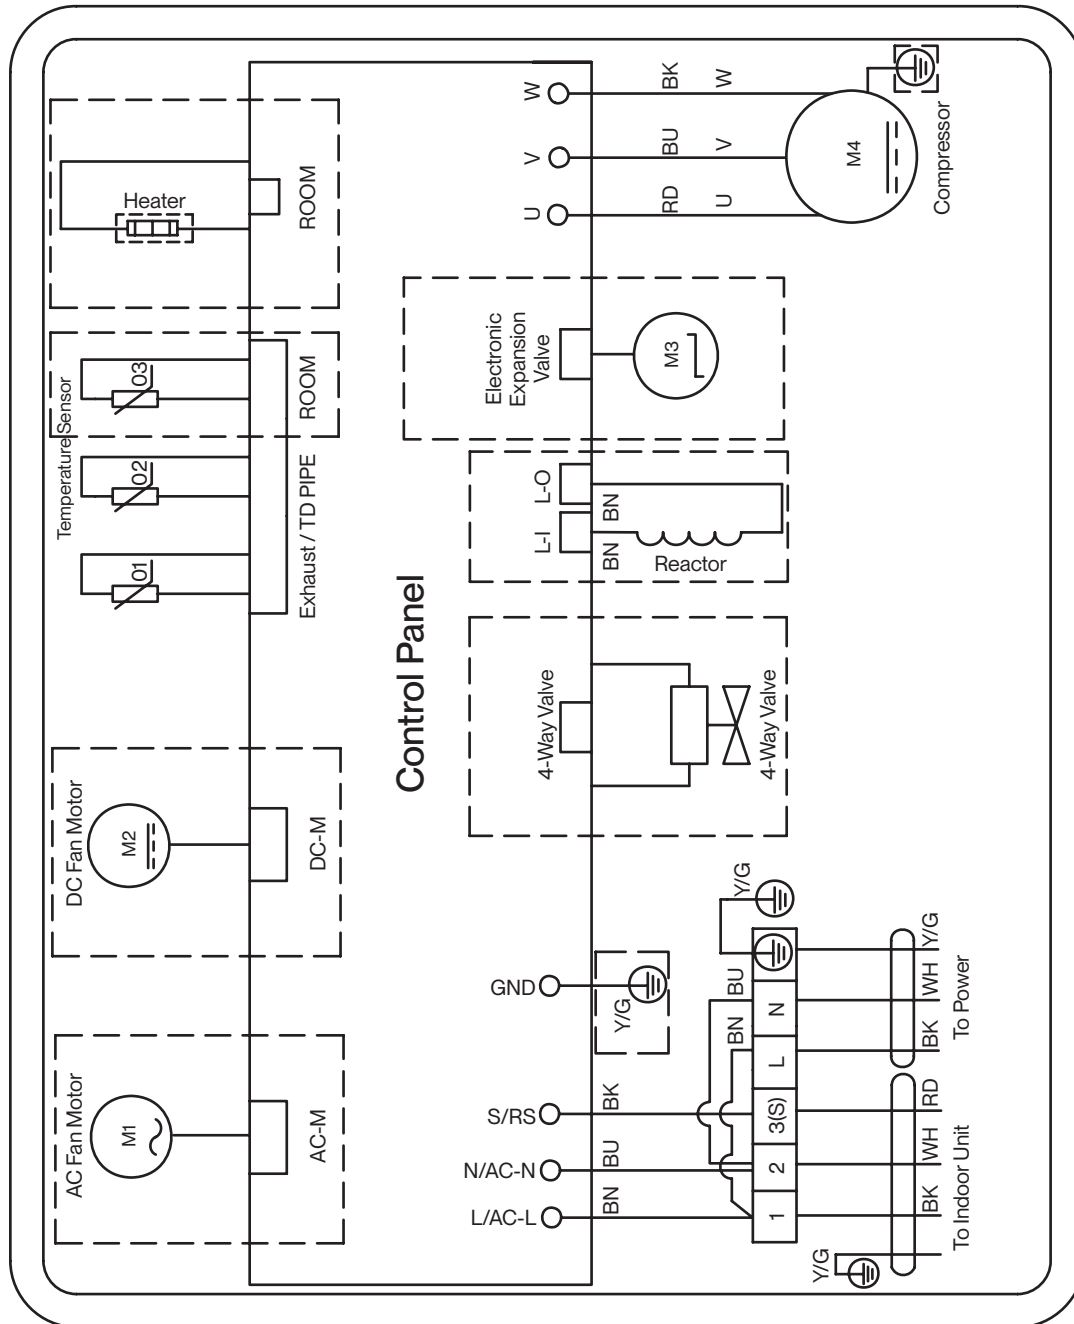 Control Panel
AC Fan Motor
M1
AC-M
DC Fan Motor
M2
DC-M
Temperature Sensor
01
02
03
Exhaust / TD PIPE
ROOM
Heater
ROOM
L/AC-L
BN
N/AC-N
BU
S/RS
BK
GND
Y/G
4-Way Valve
4-Way Valve
L-I
L-O
BN
BN
Reactor
Electronic
Expansion
Valve
M3
U
V
W
RD
BU
BK
U
V
W
M4
Compressor
1
2
3(S)
L
N
BN
BU
Y/G
Y/G
BK
WH
RD
To Indoor Unit
BK
WH
Y/G
To Power